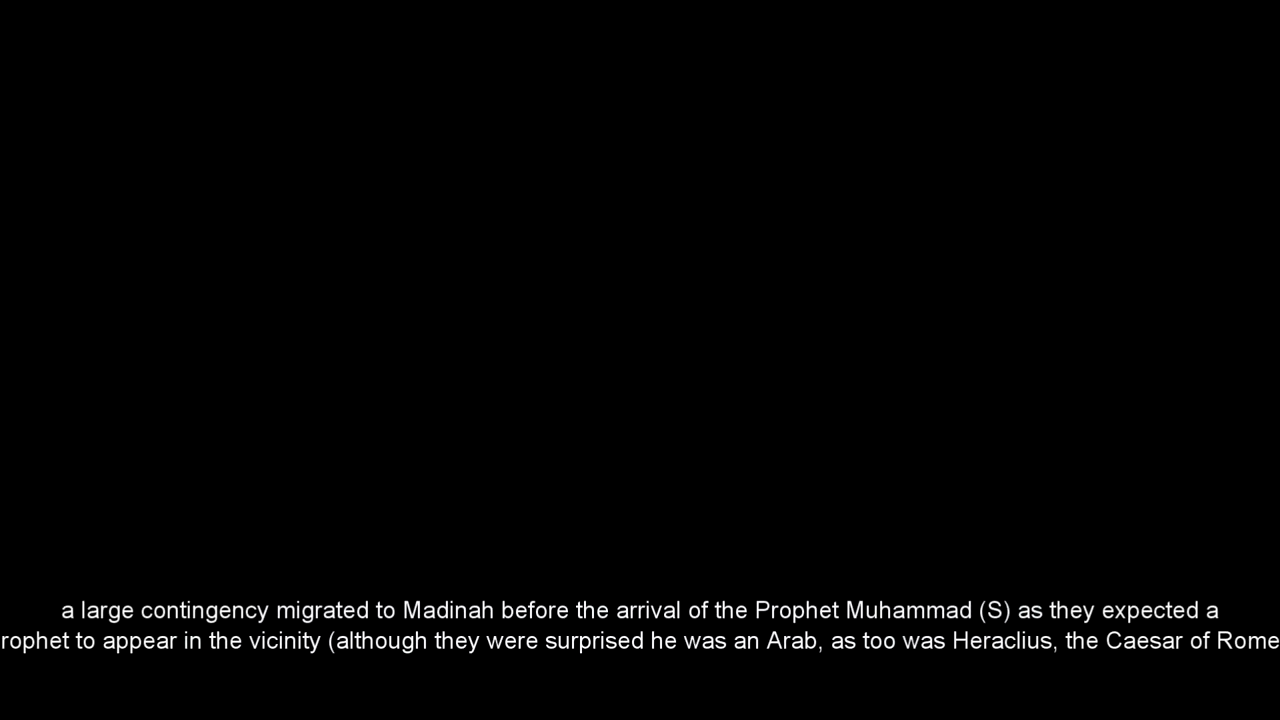 a large contingency migrated to Madinah before the arrival of the Prophet Muhammad (S) as they expected a
rophet to appear in the vicinity (although they were surprised he was an Arab, as too was Heraclius, the Caesar of Rome